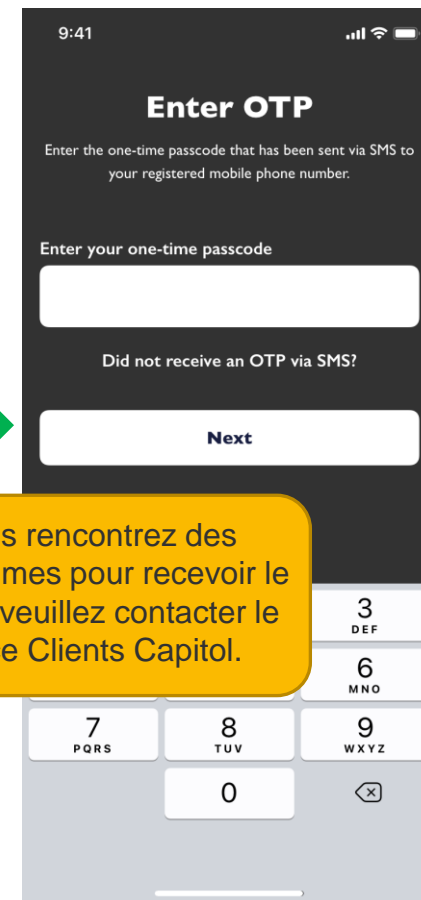 9:41
Enter OTP
Enter the one-time passcode that has been sent via SMS to
your registered mobile phone number.
Enter your one-time passcode
Did not receive an OTP via SMS?
Next
rencontrez des
pour recevoir le
veuillez contacter le
Clients Capitol.
3
DEF
6
MNO
7 8 9
PQRS TUV WXYZ
0